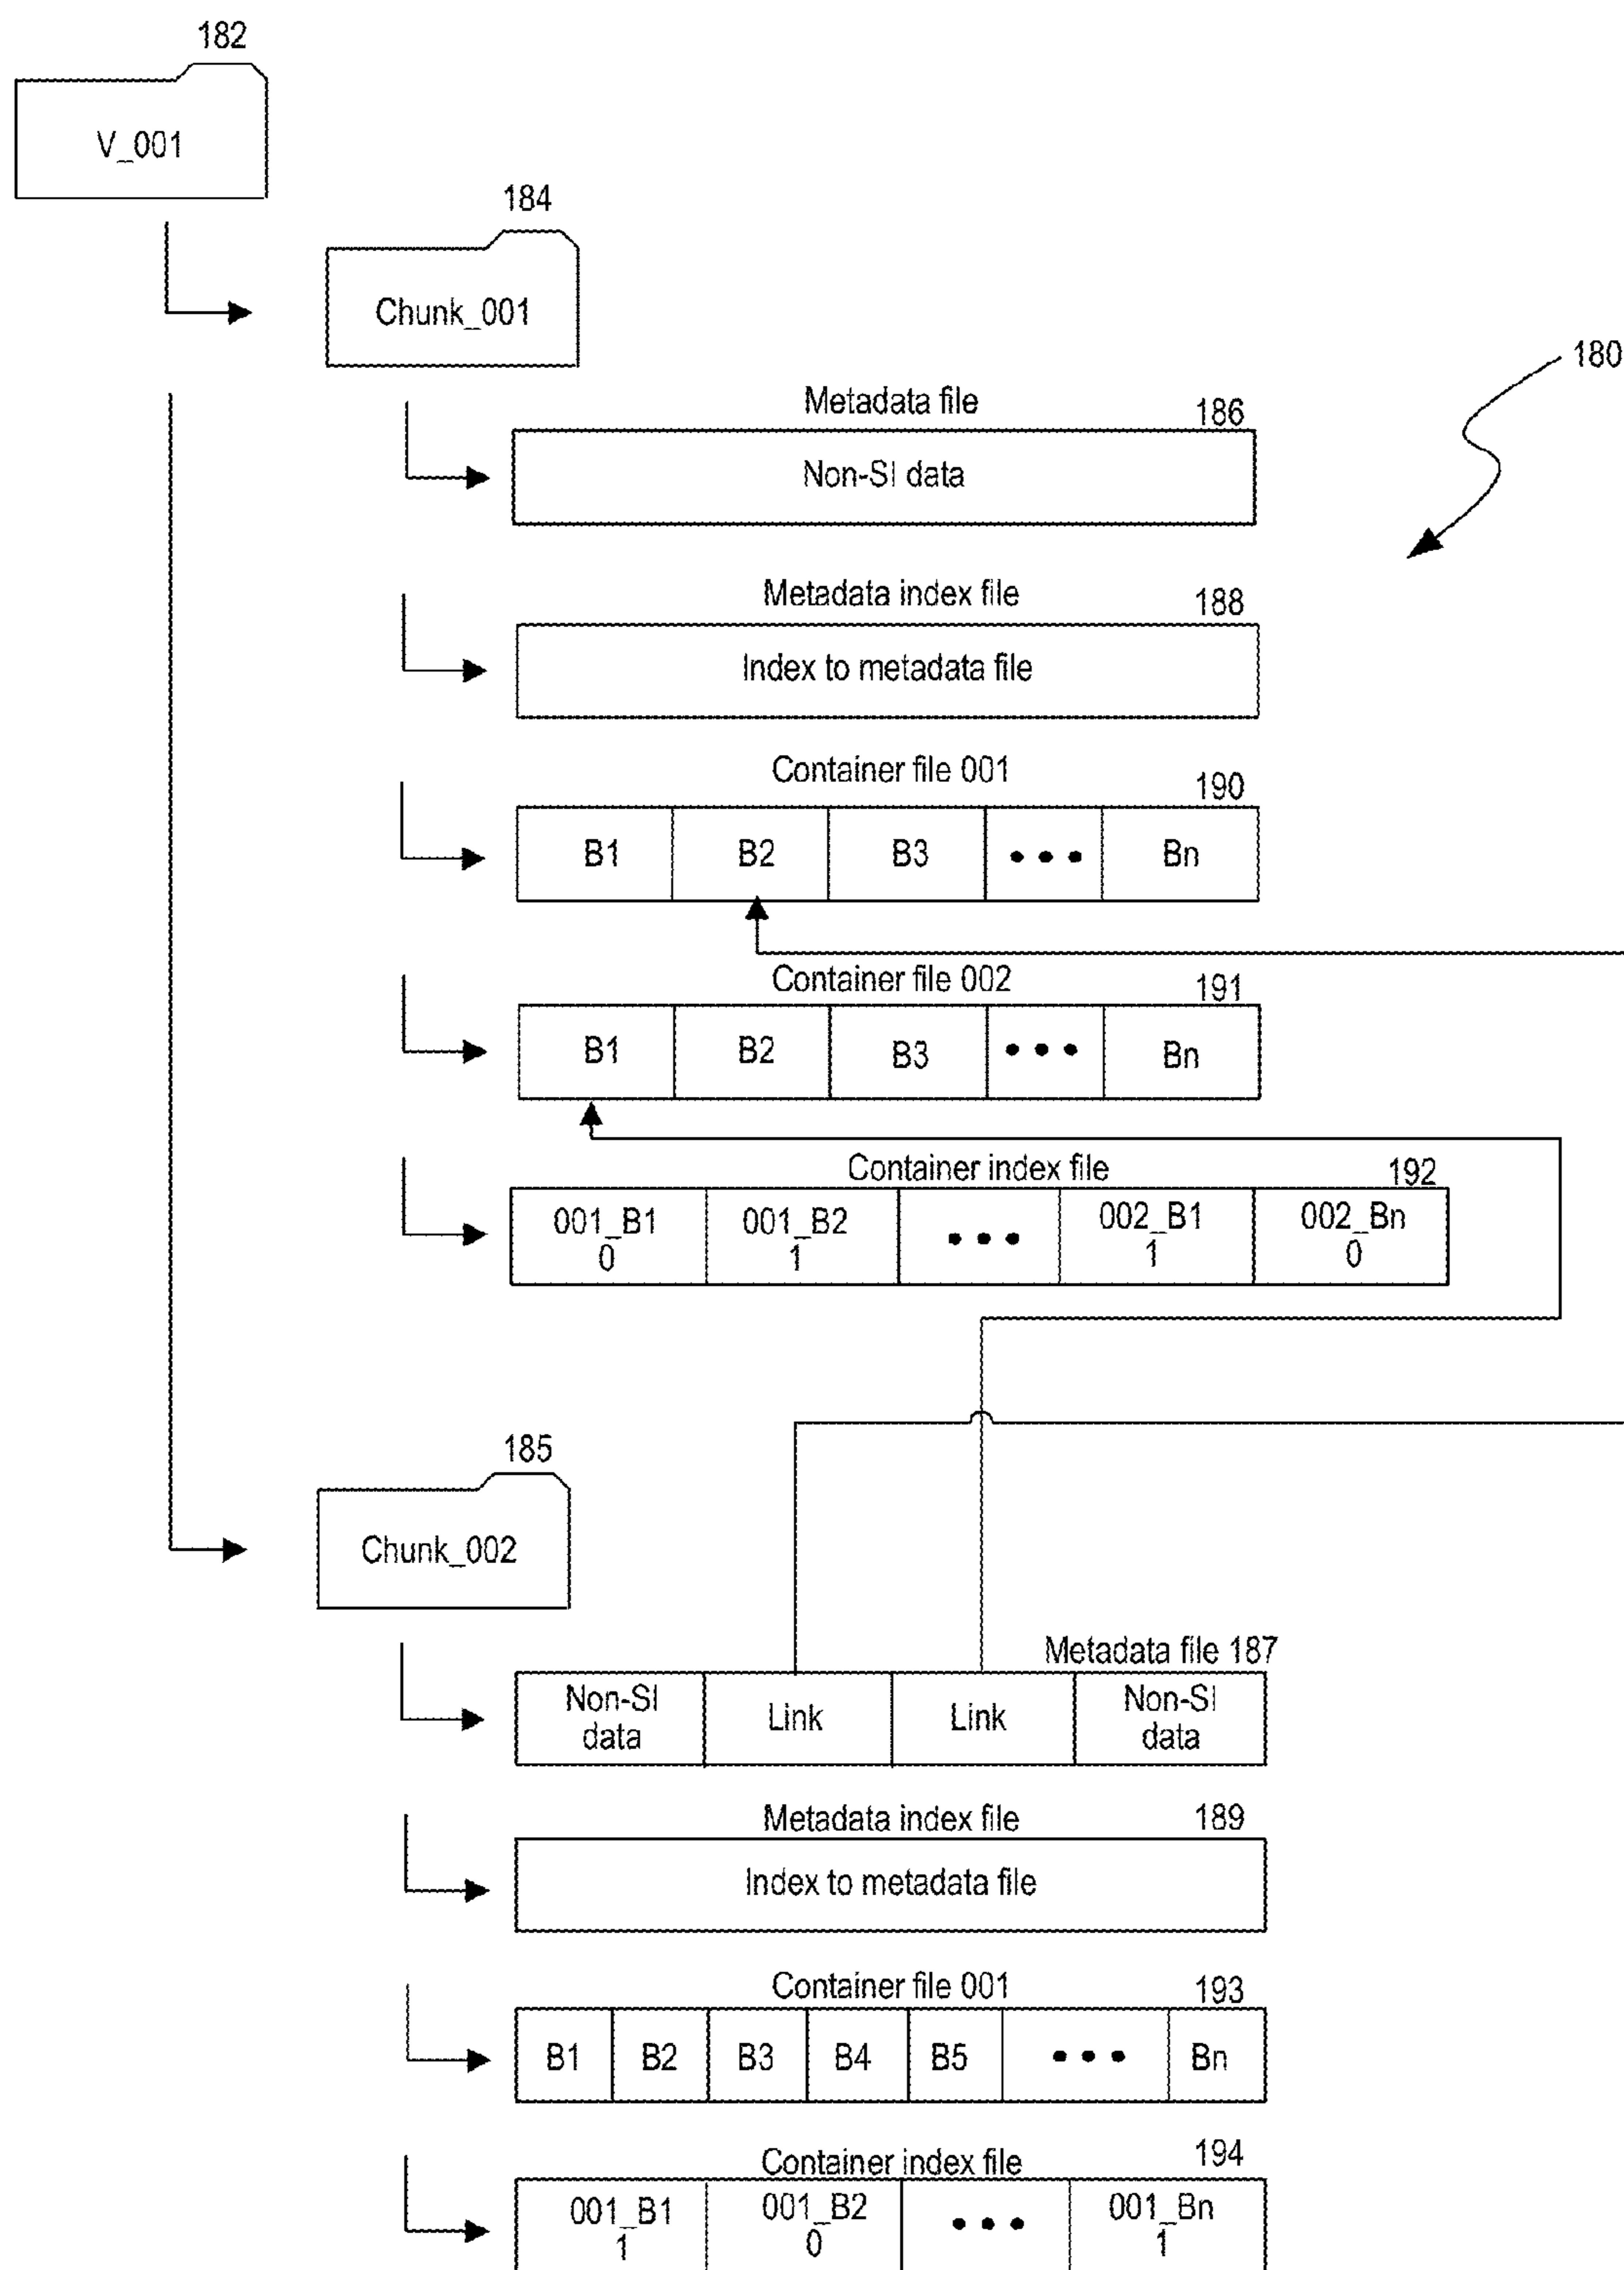 182
V_001
184
Chunk_001
180
Metadata file
186
Non-SI data
Metadata index file
188
Index to metadata file
Container file 001
190
B1 B2 B3 ••• Bn
Container file 002
191
B1 B2 B3 ••• Bn
Container index file
192
001_B1 001_B2 ••• 002_B1 002_Bn
0 1 1 0
185
Chunk_002
Metadata file 187
Non-SI Link Link Non-SI
data data
Metadata index file
189
Index to metadata file
Container file 001
193
B1 B2 B3 B4 B5 ••• Bn
Container index file
194
001_B1 001_B2 ••• 001_Bn
1 0 1